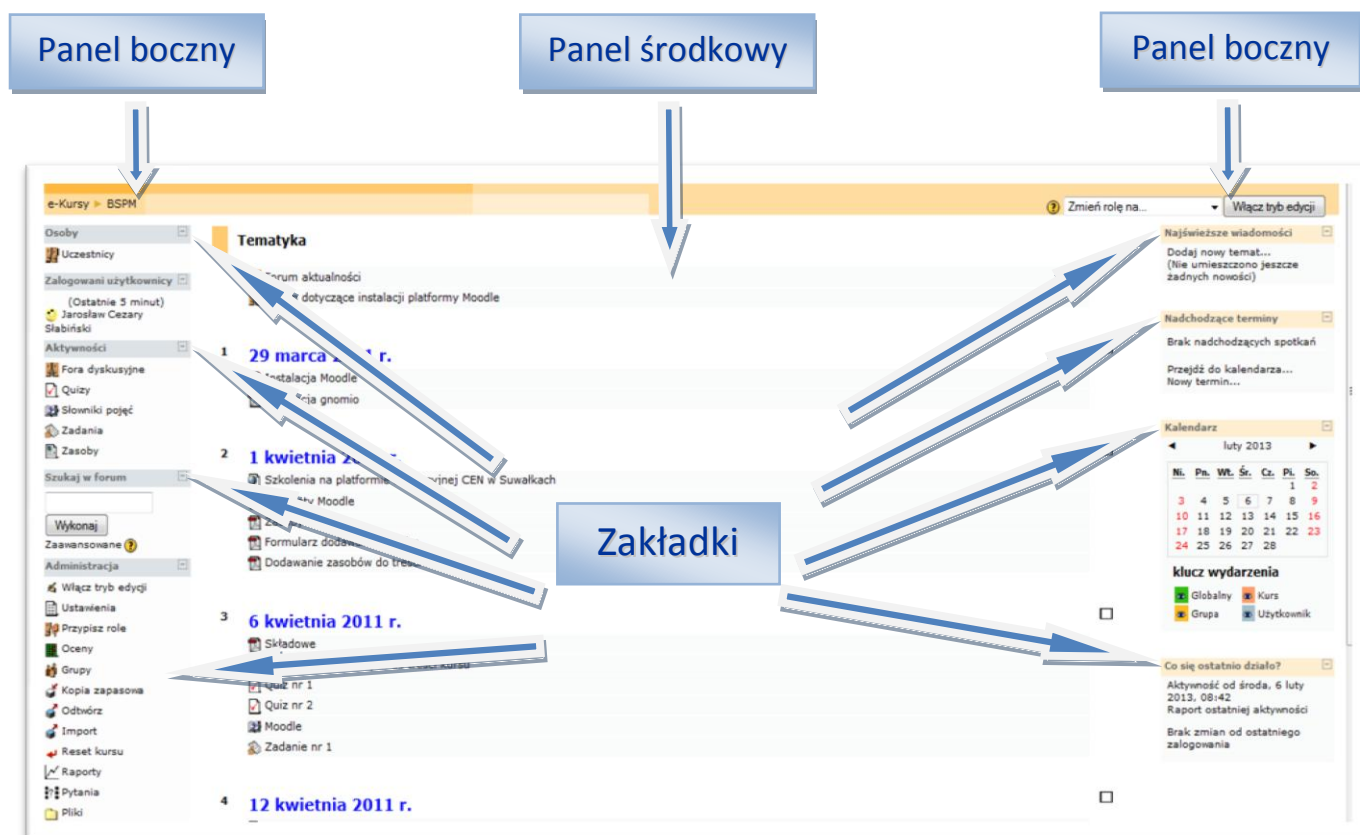 Panel boczny
Panel środkowy
Panel boczny
e-Kursy ► BSPM
Zmień rolę na...
Włącz tryb edycji
Osoby
Uczestnicy
Zalogowani użytkownicy
(Ostatnie 5 minut)
Jarosław Cezary
Słabiński
Aktywności
Fora dyskusyjne
Quizy
Słowniki pojęć
Zadania
Zasoby
Szukaj w forum
Wykonaj
Zaawansowane
Administracja
Włącz tryb edycji
Ustawienia
Przypisz role
Oceny
Grupy
Kopia zapasowa
Odtwórz
Import
Reset kursu
Raporty
Pytania
Pliki
Tematyka
Forum aktualności
dotyczące instalacji platformy Moodle
1
29 marca r.
Instalacja Moodle
gnomio
2
1 kwietnia
Szkolenia na platformie CEN w Suwałkach
Moodle
Formularz
Dodawanie zasobów do
Zakładki
3
6 kwietnia 2011 r.
Składowe
Quiz nr 1
Quiz nr 2
Moodle
Zadanie nr 1
4
12 kwietnia 2011 r.
Najświeższe wiadomości
Dodaj nowy temat...
(Nie umieszczono jeszcze
żadnych nowości)
Nadchodzące terminy
Brak nadchodzących spotkań
Przejdź do kalendarza...
Nowy termin...
Kalendarz
◄ luty 2013 ►
Ni. Pn. Wt. Śr. Cz. Pi. So.
1 2
3 4 5 6 7 8 9
10 11 12 13 14 15 16
17 18 19 20 21 22 23
24 25 26 27 28
klucz wydarzenia
Globalny Kurs
Grupa Użytkownik
Co się ostatnio działo?
Aktywność od środa, 6 luty
2013, 08:42
Raport ostatniej aktywności
Brak zmian od ostatniego
zalogowania